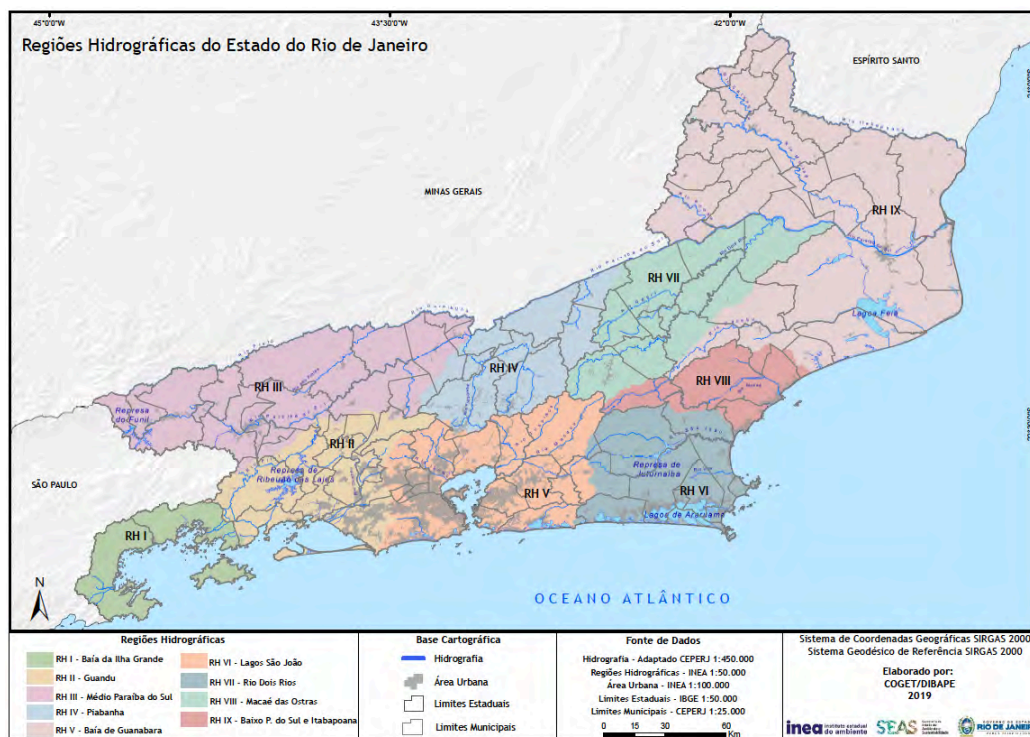 45°0'0"W 43°30'0"W 42°0'0"W
Regiões Hidrográficas do Estado do Rio de Janeiro
ESPÍRITO SANTO
MINAS GERAIS
RH IX
RH VII
Lagoa Feia
RH IV
RH III
RH VIII
Represa
do Funil
RH II
Represa de
Ribeirão das Lajes
Represa de
Juturnaíba
SÃO PAULO
RH V
RH VI
Lagoa de Araruama
RH I
N
OCEANO ATLÂNTICO
Regiões Hidrográficas
RH I - Baía da Ilha Grande
RH II - Guandu
RH III - Médio Paraíba do Sul
RH IV - Piabanha
RH V - Baía de Guanabara
RH VI - Lagos São João
RH VII - Rio Dois Rios
RH VIII - Macaé das Ostras
RH IX - Baixo P. do Sul e Itabapoana
Base Cartográfica
Hidrografia
Área Urbana
Limites Estaduais
Limites Municipais
Fonte de Dados
Hidrografia - Adaptado CEPERJ 1:450.000
Regiões Hidrográficas - INEA 1:50.000
Área Urbana - INEA 1:100.000
Limites Estaduais - IBGE 1:50.000
Limites Municipais - CEPERJ 1:25.000
0 15 30 60
Km
Sistema de Coordenadas Geográficas SIRGAS 2000
Sistema Geodésico de Referência SIRGAS 2000
Elaborado por:
COGET/DIBAPE
2019
inea instituto estadual
do ambiente
SEAS
RIO DE JANEIRO